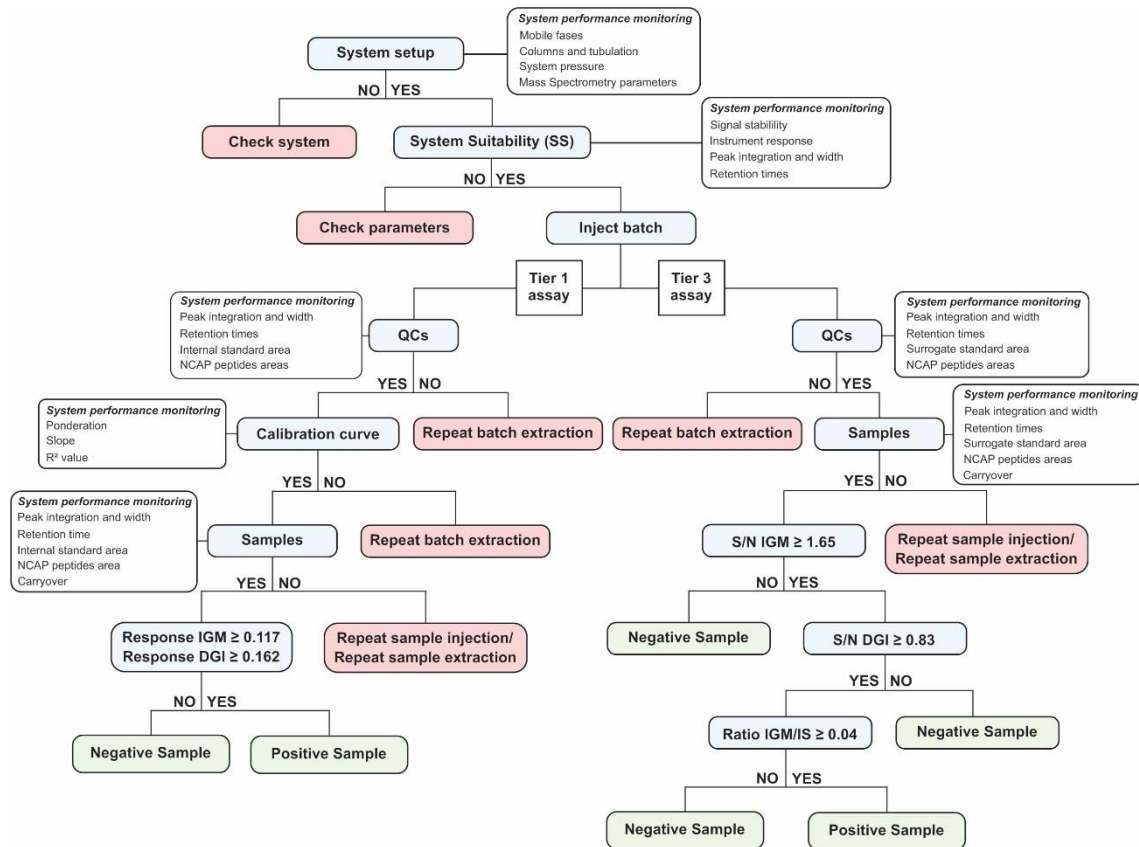 System performance monitoring
Mobile fases
Columns and tubulation
System pressure
Mass Spectrometry parameters
System setup
NO YES
System performance monitoring
Signal stabilility
Instrument response
Peak integration and width
Retention times
Check system
System Suitability (SS)
NO YES
Check parameters
Inject batch
Tier 1
assay
Tier 3
assay
System performance monitoring
Peak integration and width
Retention times
Internal standard area
NCAP peptides areas
QCs
QCs
System performance monitoring
Peak integration and width
Retention times
Surrogate standard area
NCAP peptides areas
YES NO
NO YES
System performance monitoring
Ponderation
Slope
R² value
Calibration curve
Repeat batch extraction
Repeat batch extraction
Samples
System performance monitoring
Peak integration and width
Retention times
Surrogate standard area
NCAP peptides areas
Carryover
YES NO
YES NO
System performance monitoring
Peak integration and width
Retention time
Internal standard area
NCAP peptides area
Carryover
Samples
Repeat batch extraction
S/N IGM ≥ 1.65
Repeat sample injection/
Repeat sample extraction
YES NO
NO YES
Response IGM ≥ 0.117
Response DGI ≥ 0.162
Repeat sample injection/
Repeat sample extraction
Negative Sample
S/N DGI ≥ 0.83
NO YES
YES NO
Negative Sample
Positive Sample
Ratio IGM/IS ≥ 0.04
Negative Sample
NO YES
Negative Sample
Positive Sample